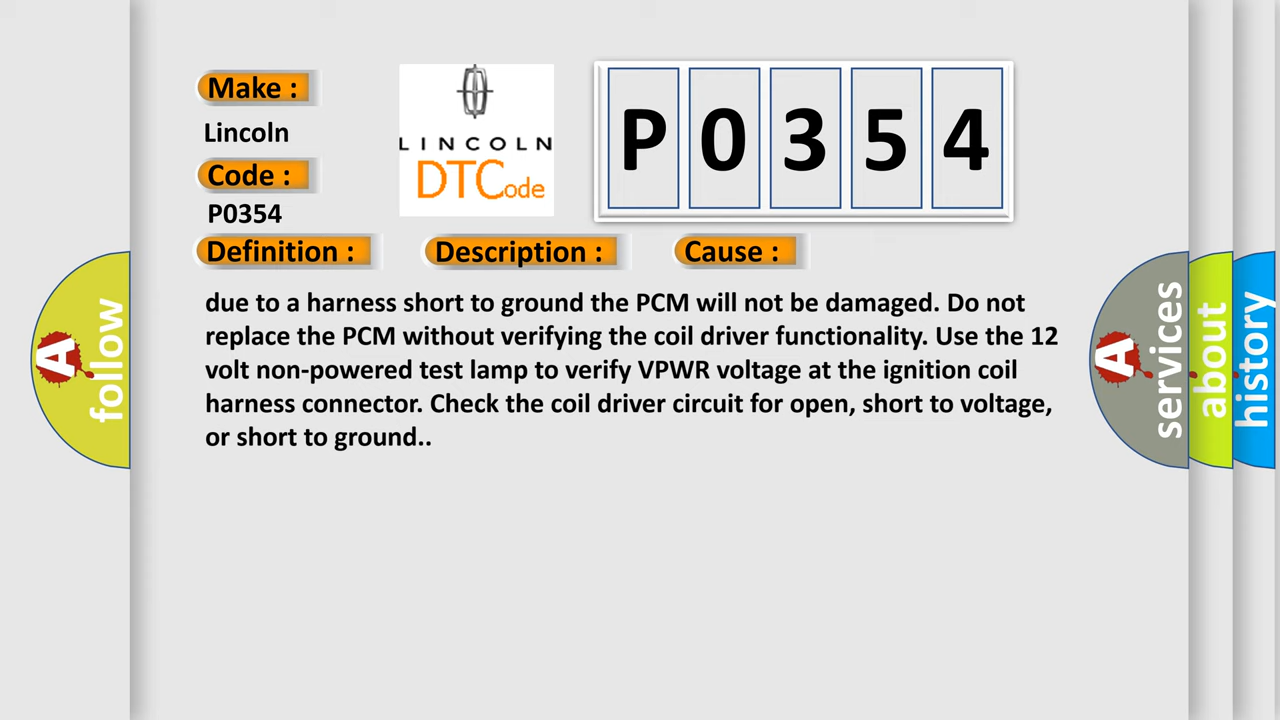 Make :
Lincoln
Code :
P0354
LINCOLN
DTCode
P0354
Definition :
Description :
Cause :
due to a harness short to ground the PCM will not be damaged. Do not
replace the PCM without verifying the coil driver functionality. Use the 12
volt non-powered test lamp to verify VPWR voltage at the ignition coil
harness connector. Check the coil driver circuit for open, short to voltage,
or short to ground..
A follow
A services
about
history